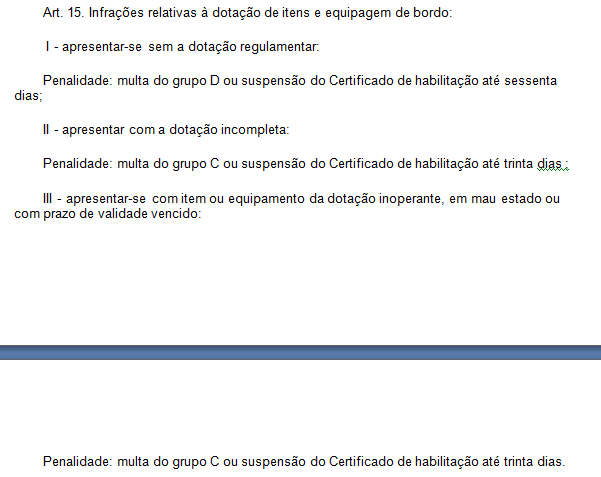 Art. 15. Infrações relativas à dotação de itens e equipagem de bordo:
I - apresentar-se sem a dotação regulamentar:
Penalidade: multa do grupo D ou suspensão do Certificado de habilitação até sessenta
dias;
II - apresentar com a dotação incompleta:
Penalidade: multa do grupo C ou suspensão do Certificado de habilitação até trinta dias ;
III - apresentar-se com item ou equipamento da dotação inoperante, em mau estado ou
com prazo de validade vencido:
Penalidade: multa do grupo C ou suspensão do Certificado de habilitação até trinta dias.